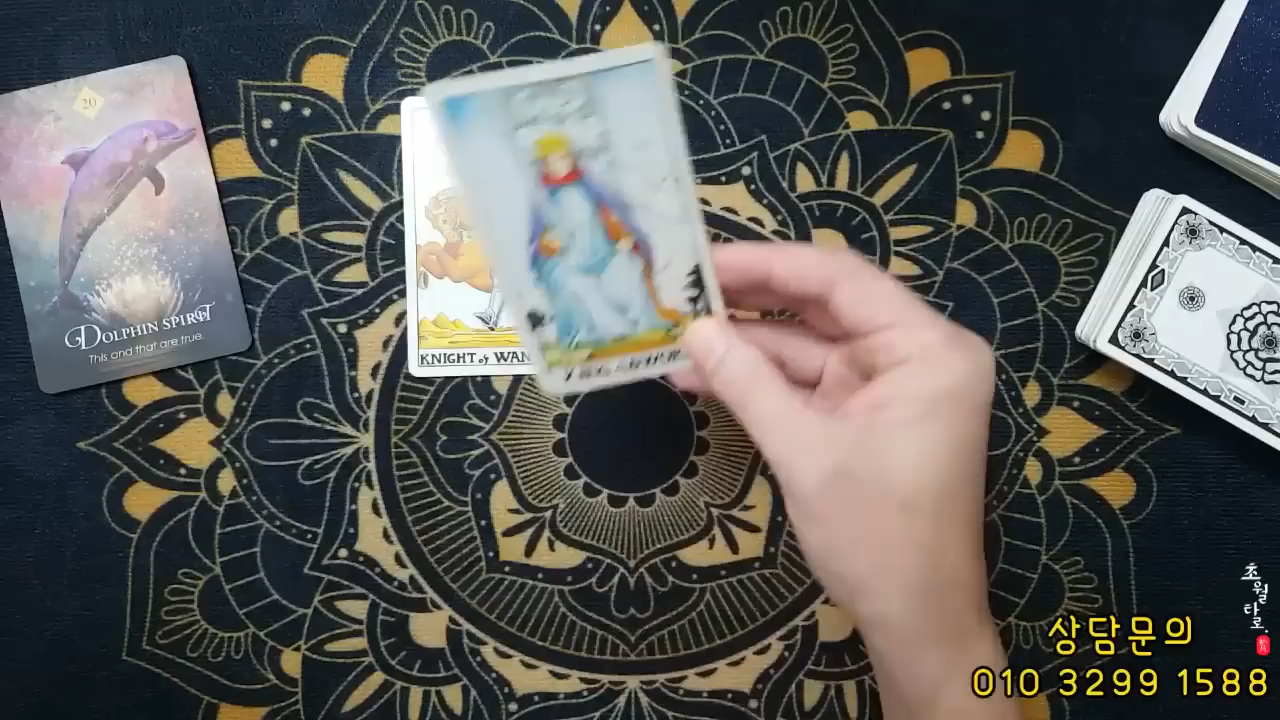 20
DOLPHIN SPIRIT
This and that are true.
KNIGHT of WAN
초월타로
상담문의
010 3299 1588